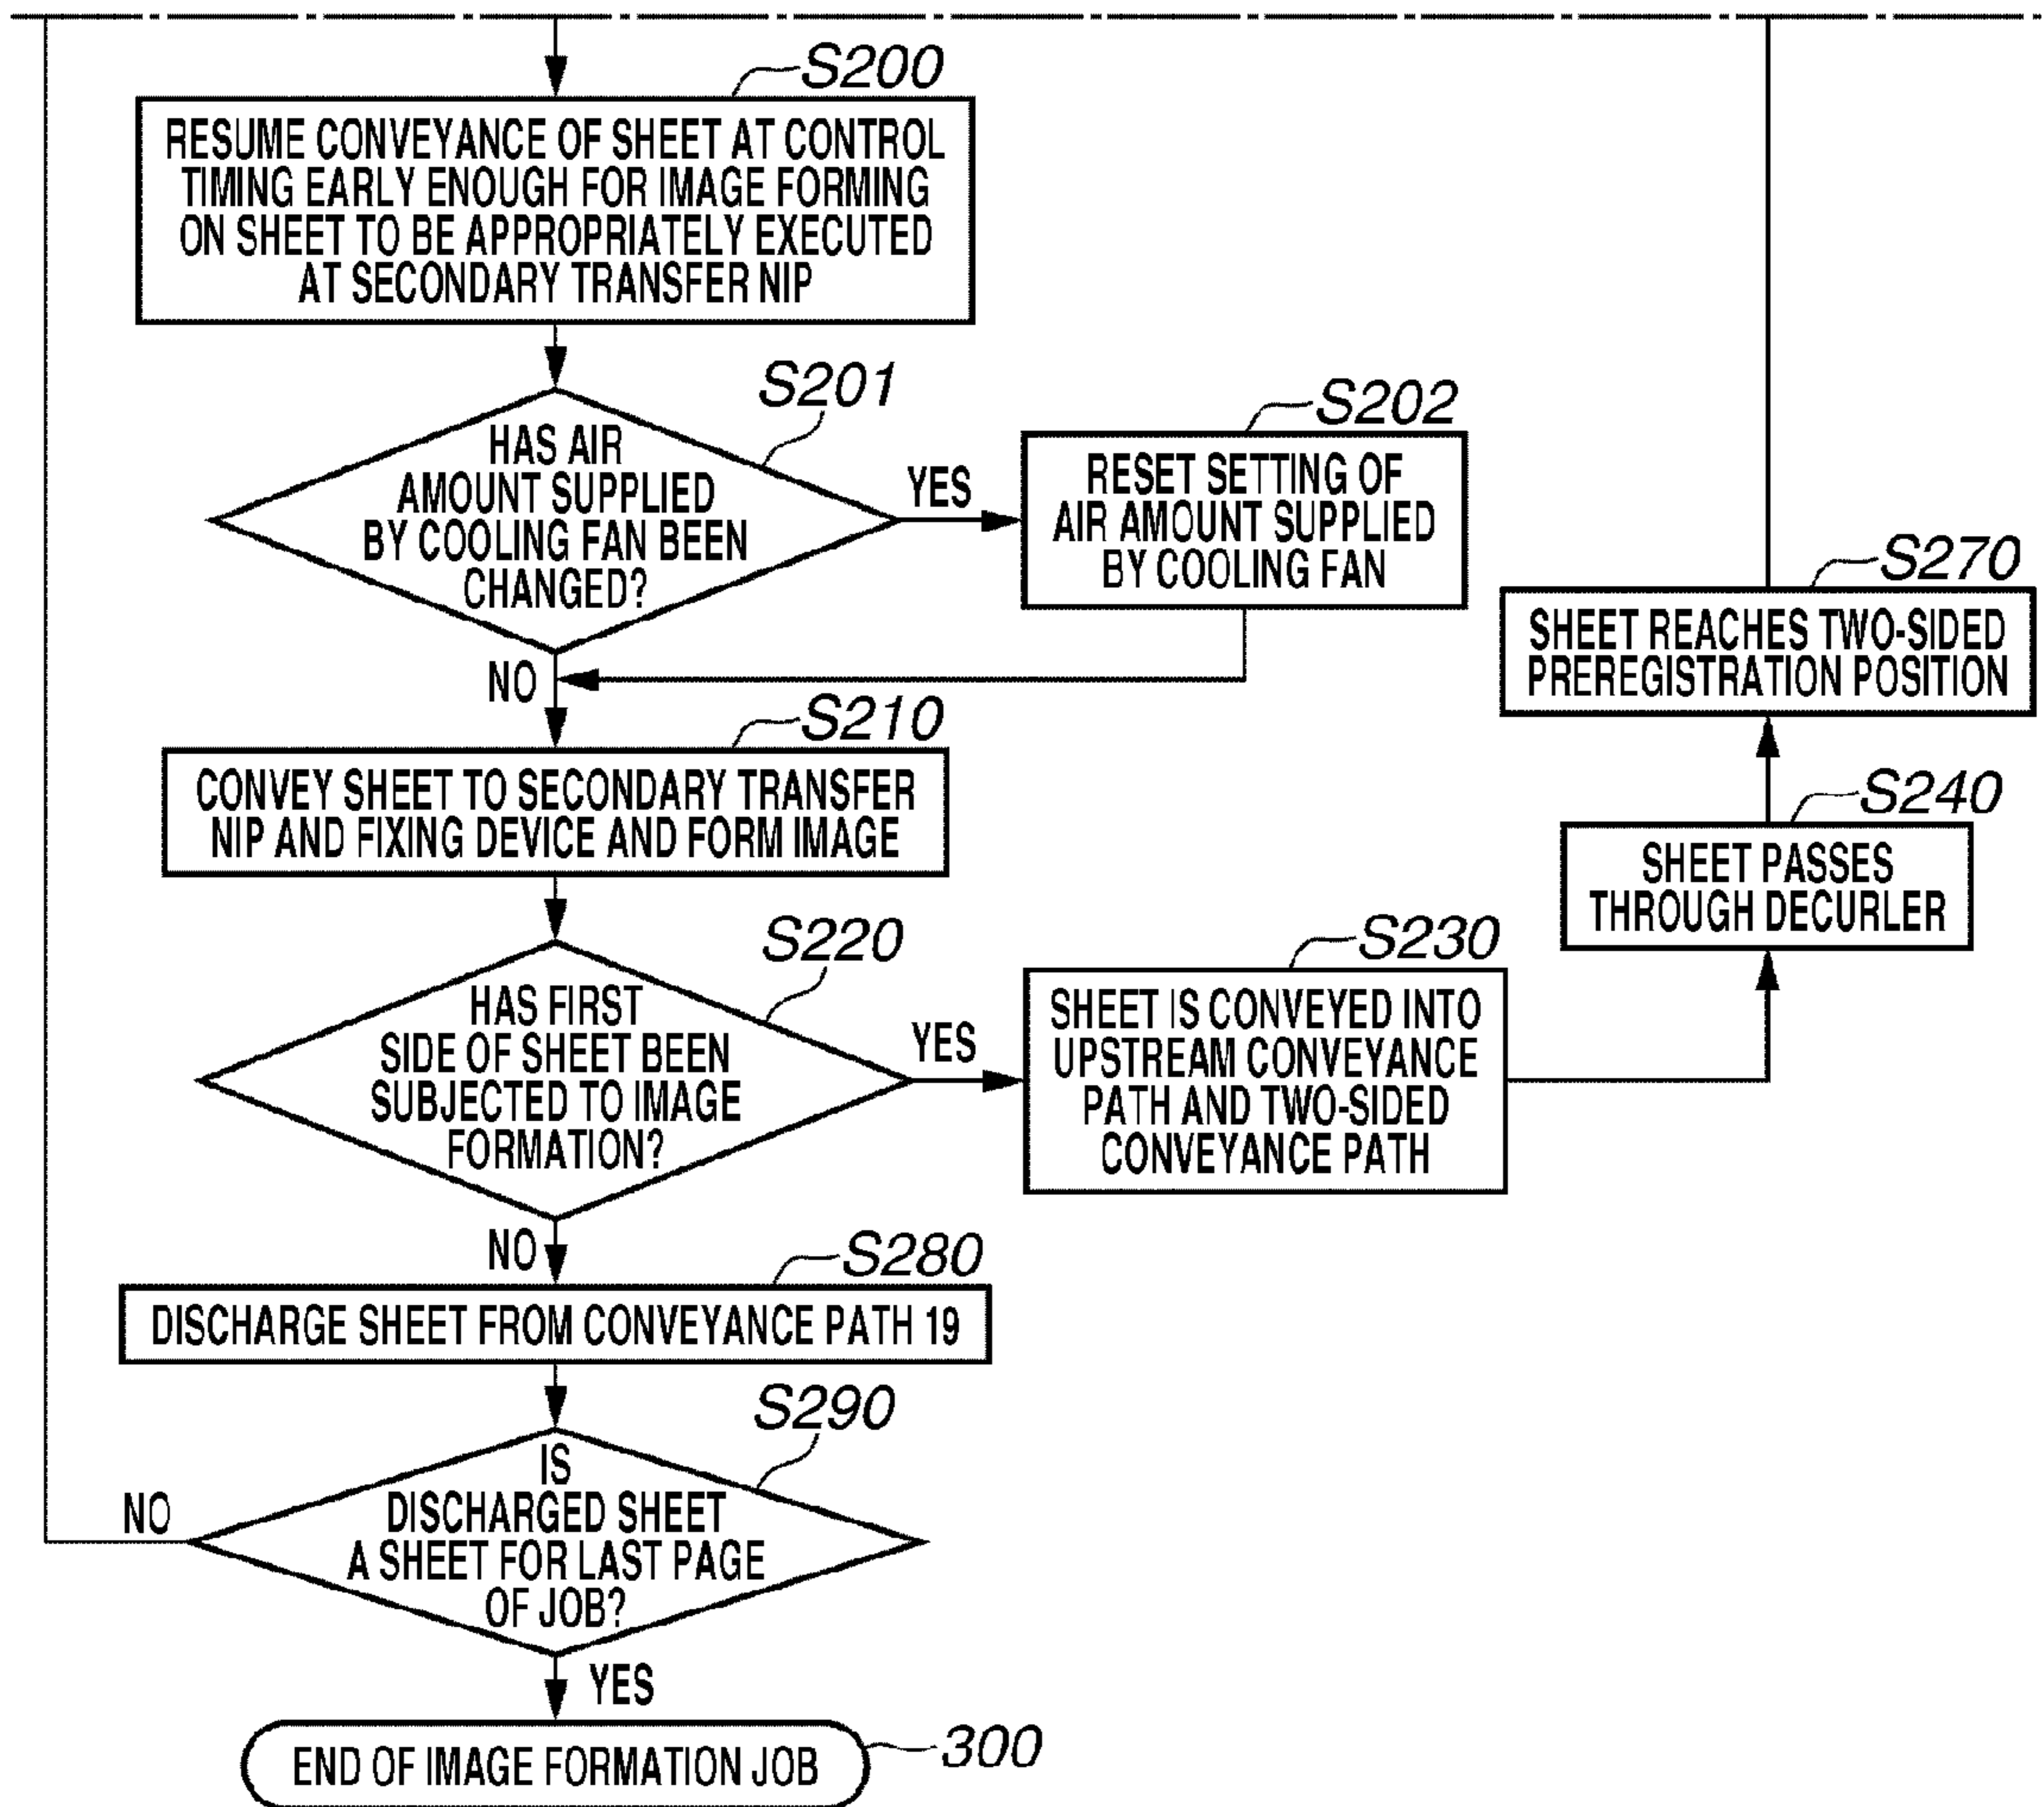 S200
RESUME CONVEYANCE OF SHEET AT CONTROL
TIMING EARLY ENOUGH FOR IMAGE FORMING
ON SHEET TO BE APPROPRIATELY EXECUTED
AT SECONDARY TRANSFER NIP
S201
HAS AIR
AMOUNT SUPPLIED
BY COOLING FAN BEEN
CHANGED?
YES
S202
RESET SETTING OF
AIR AMOUNT SUPPLIED
BY COOLING FAN
NO
S210
CONVEY SHEET TO SECONDARY TRANSFER
NIP AND FIXING DEVICE AND FORM IMAGE
S220
HAS FIRST
SIDE OF SHEET BEEN
SUBJECTED TO IMAGE
FORMATION?
YES
S230
SHEET IS CONVEYED INTO
UPSTREAM CONVEYANCE
PATH AND TWO-SIDED
CONVEYANCE PATH
S240
SHEET PASSES
THROUGH DECURLER
S270
SHEET REACHES TWO-SIDED
PREREGISTRATION POSITION
NO
S280
DISCHARGE SHEET FROM CONVEYANCE PATH 19
S290
IS
DISCHARGED SHEET
A SHEET FOR LAST PAGE
OF JOB?
NO
YES
300
END OF IMAGE FORMATION JOB